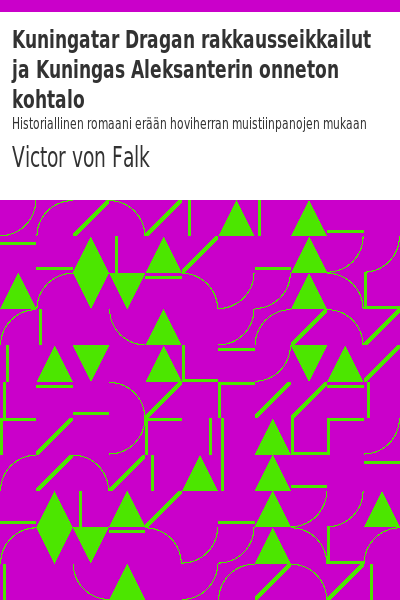 Kuningatar Dragan rakkausseikkailut
ja Kuningas Aleksanterin onneton
kohtalo
Historiallinen romaani erään hoviherran muistiinpanojen mukaan
Victor von Falk